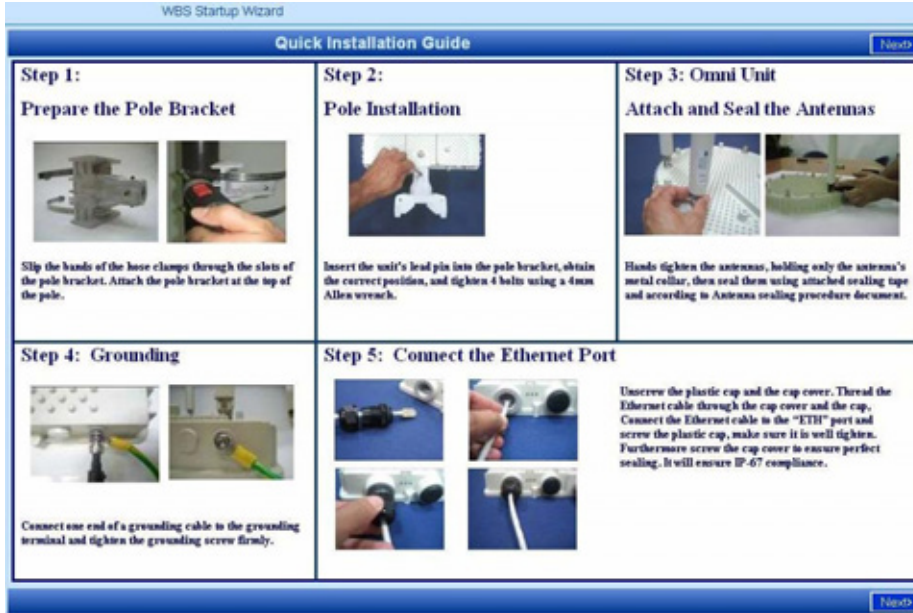 WBS Startup Wizard
Quick Installation Guide
Next>
Step 1:
Prepare the Pole Bracket
Slip the bands of the hose clamps through the slots of
the pole bracket. Attach the pole bracket at the top of
the pole.
Step 2:
Pole Installation
Insert the unit's lead pin into the pole bracket, obtain
the correct position, and tighten 4 bolts using a 4mm
Allen wrench.
Step 3: Omni Unit
Attach and Seal the Antennas
Hands tighten the antennas, holding only the antenna's
metal collar, then seal them using attached sealing tape
and according to Antenna sealing procedure document.
Step 4: Grounding
Connect one end of a grounding cable to the grounding
terminal and tighten the grounding screw firmly.
Step 5: Connect the Ethernet Port
Unscrew the plastic cap and the cap cover. Thread the
Ethernet cable through the cap cover and the cap,
Connect the Ethernet cable to the "ETH" port and
screw the plastic cap, make sure it is well tighten.
Furthermore screw the cap cover to ensure perfect
sealing. It will ensure IP-67 compliance.
Next>